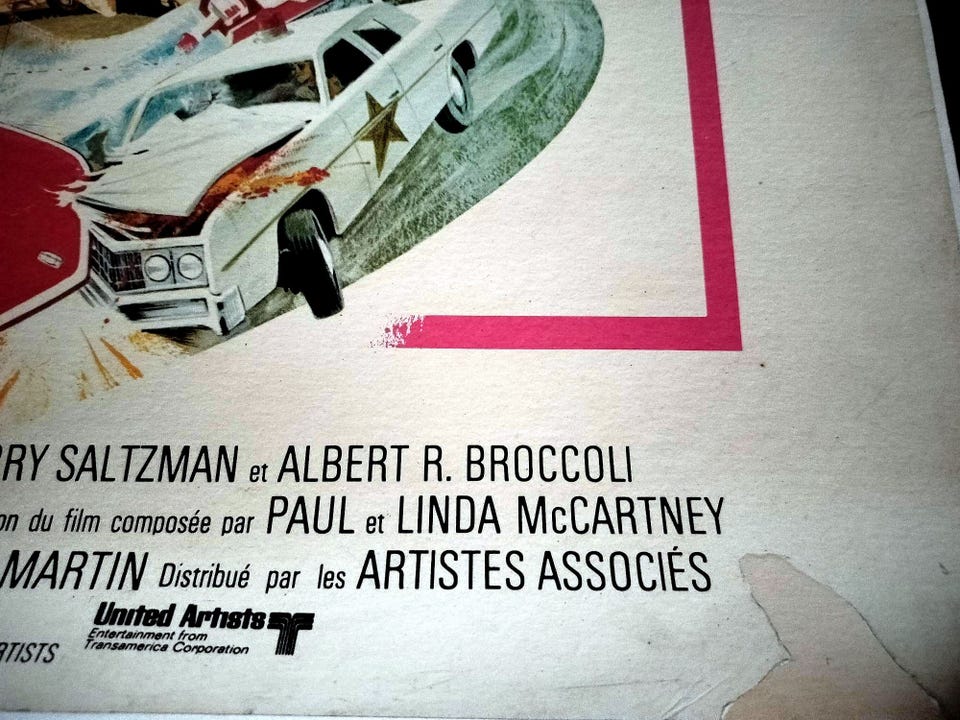 RRY SALTZMAN et ALBERT R. BROCCOLI
on du film composée par PAUL et LINDA McCARTNEY
MARTIN Distribué par les ARTISTES ASSOCIÉS
United Artists
Entertainment from
Transamerica Corporation
RTISTS